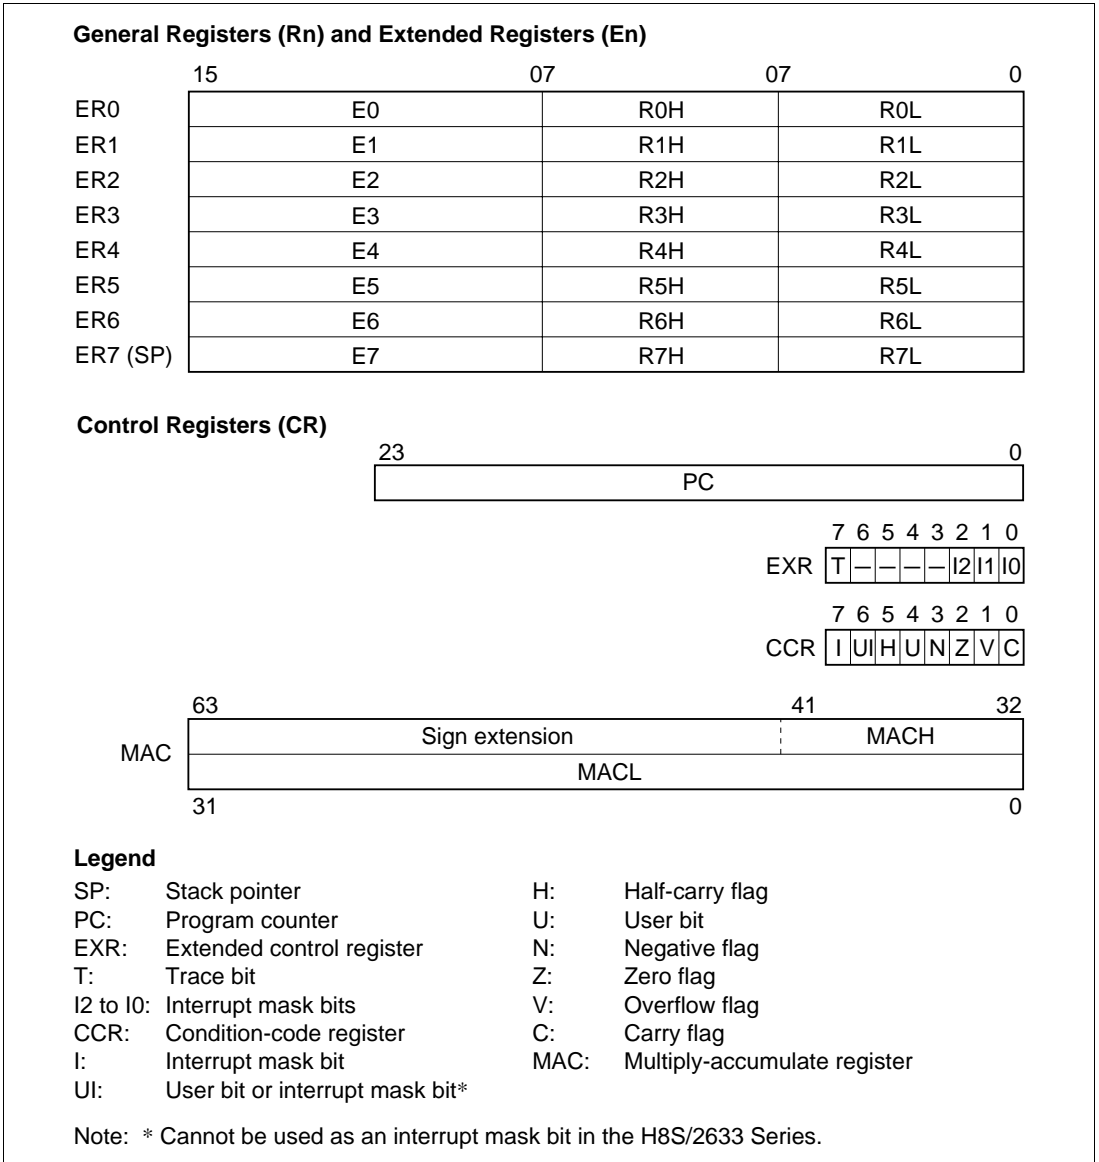 General Registers (Rn) and Extended Registers (En)
15 07 07 0
ER0 E0 R0H R0L
ER1 E1 R1H R1L
ER2 E2 R2H R2L
ER3 E3 R3H R3L
ER4 E4 R4H R4L
ER5 E5 R5H R5L
ER6 E6 R6H R6L
ER7 (SP) E7 R7H R7L
Control Registers (CR)
23 0
PC
7 6 5 4 3 2 1 0
EXR T — — — — I2 I1 I0
7 6 5 4 3 2 1 0
CCR I UI H U N Z V C
63 41 32
MAC Sign extension MACH
MACL
31 0
Legend
SP: Stack pointer H: Half-carry flag
PC: Program counter U: User bit
EXR: Extended control register N: Negative flag
T: Trace bit Z: Zero flag
I2 to I0: Interrupt mask bits V: Overflow flag
CCR: Condition-code register C: Carry flag
I: Interrupt mask bit MAC: Multiply-accumulate register
UI: User bit or interrupt mask bit*
Note: * Cannot be used as an interrupt mask bit in the H8S/2633 Series.